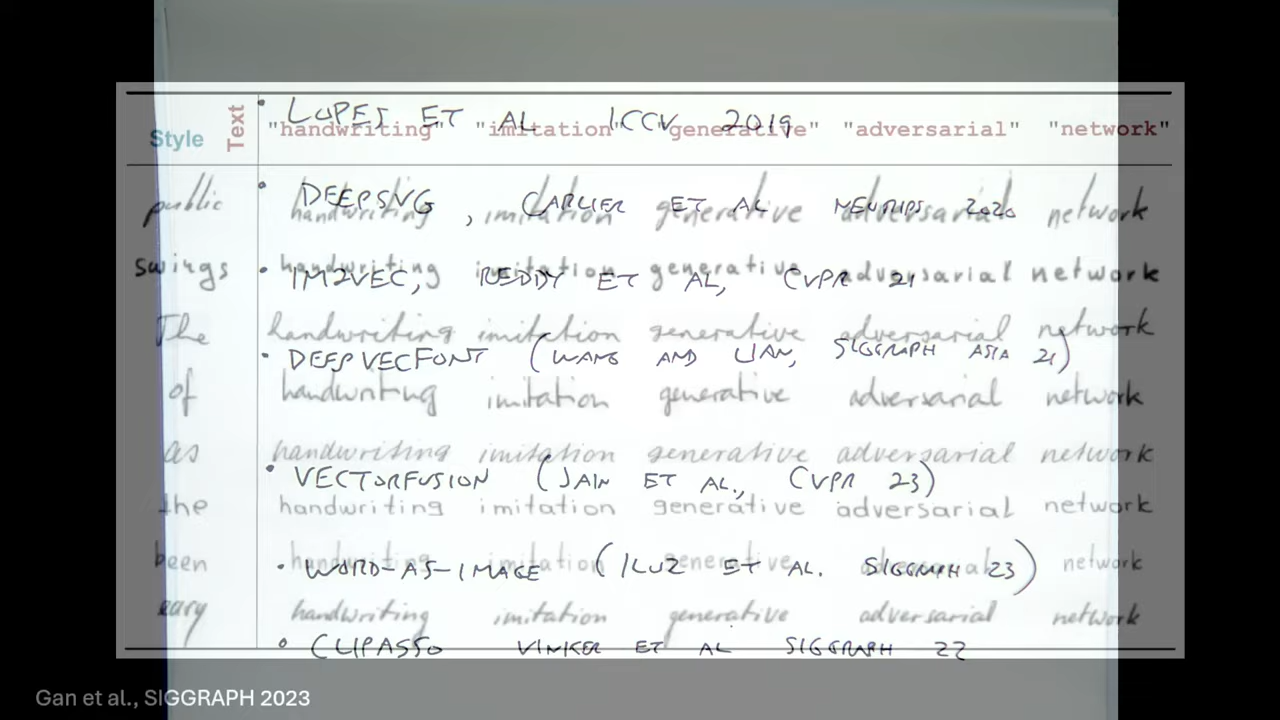 • LOPES ET AL ICCV 2019
Style Text "handwriting" "imitation" "generative" "adversarial" "network"
• DEEPSVG, CARLIER ET AL NEURIPS 2020
public handwriting imitation generative adversarial network
swings handwriting imitation generative adversarial network
• IM2VEC, REDDY ET AL, CVPR 21
The handwriting imitation generative adversarial network
• DEEPVECFONT (WANG AND LIAN, SIGGRAPH ASIA 21)
of handwriting imitation generative adversarial network
as handwriting imitation generative adversarial network
• VECTORFUSION (JAIN ET AL., CVPR 23)
the handwriting imitation generative adversarial network
been handwriting imitation generative adversarial network
• WORD-AS-IMAGE (ILUZ ET AL. SIGGRAPH 23)
handwriting imitation generative adversarial network
• CLIPASSO VINKER ET AL SIGGRAPH 22
Gan et al., SIGGRAPH 2023